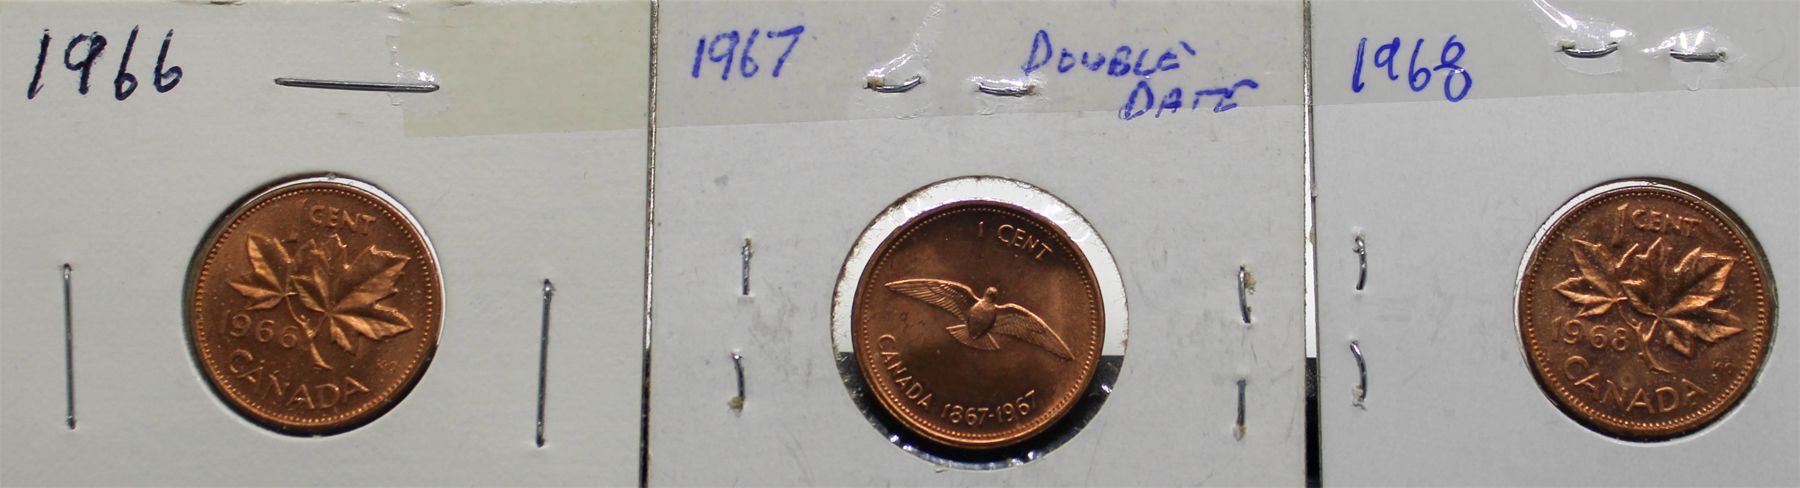 1966
1 CENT
1966
CANADA
1967
DOUBLE
DATE
1 CENT
CANADA 1867-1967
1968
1 CENT
1968
CANADA